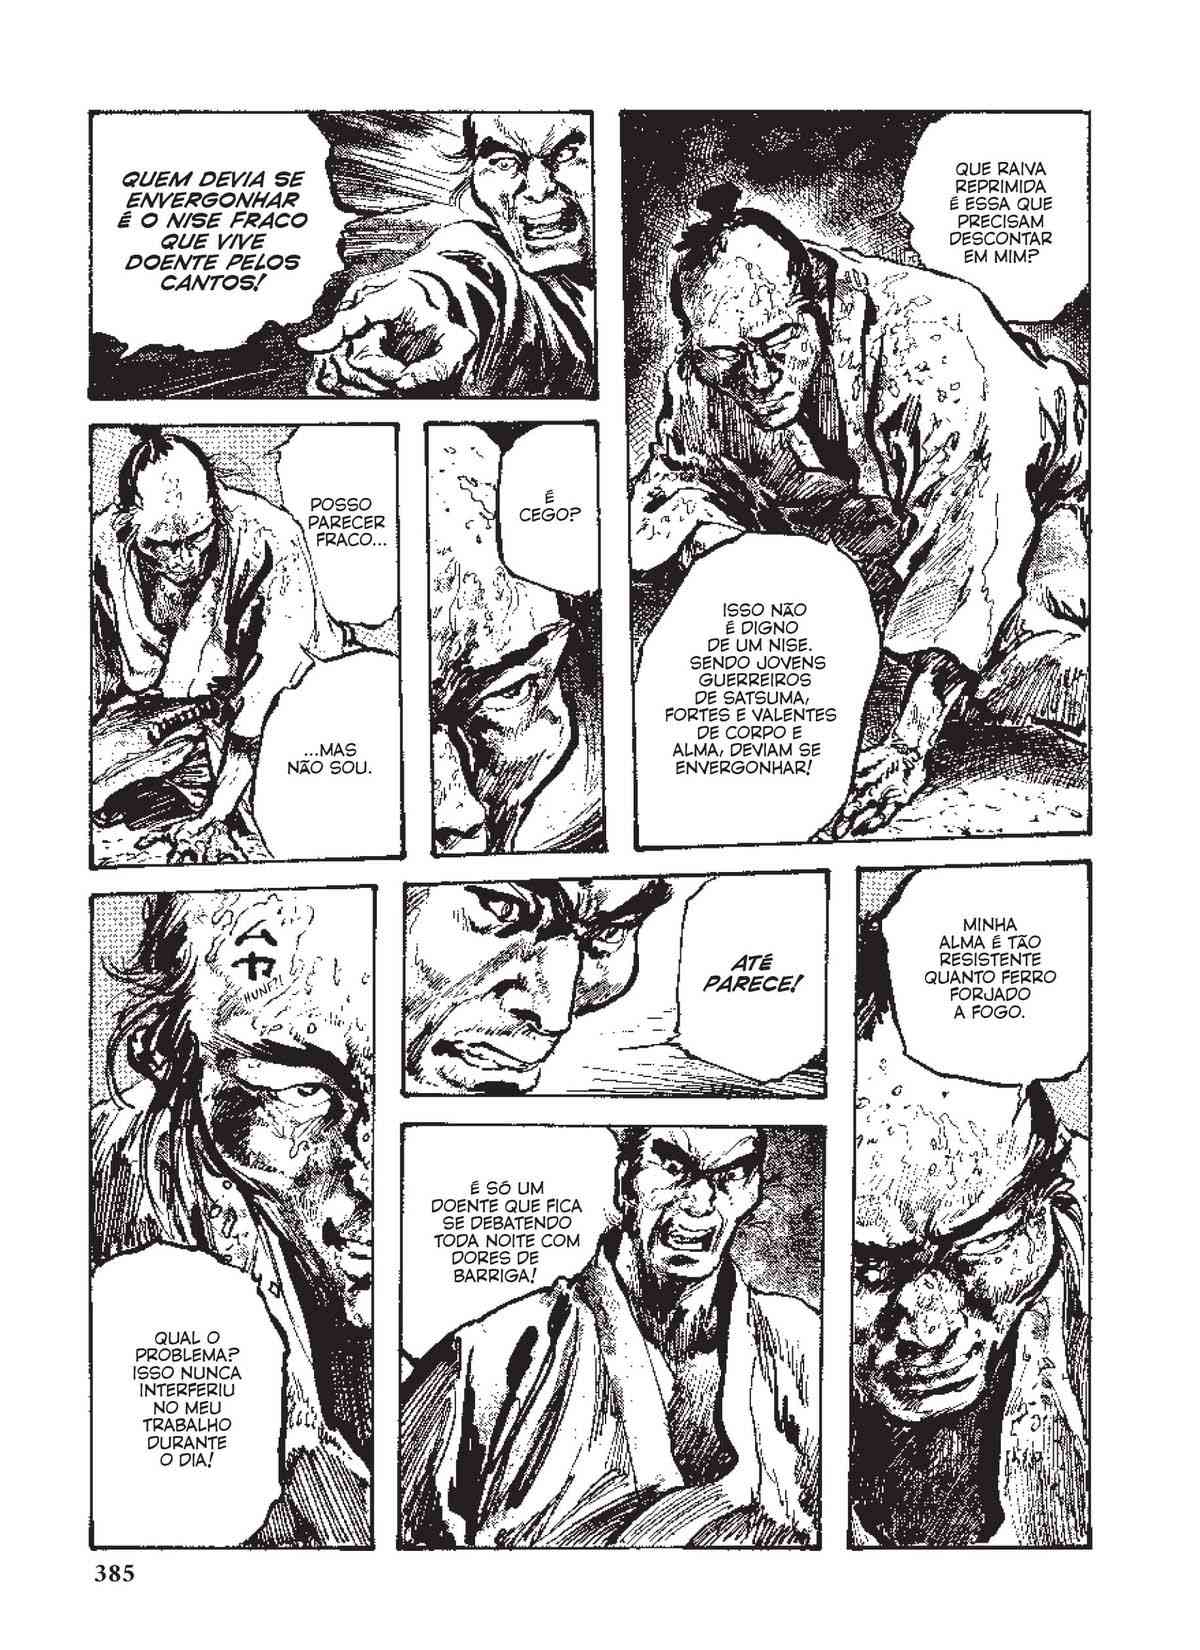 QUE RAIVA
REPRIMIDA
É ESSA QUE
PRECISAM
DESCONTAR
EM MIM?
ISSO NÃO
É DIGNO
DE UM NISE.
SENDO JOVENS
GUERREIROS
DE SATSUMA,
FORTES E VALENTES
DE CORPO E
ALMA, DEVIAM SE
ENVERGONHAR!
QUEM DEVIA SE
ENVERGONHAR
É O NISE FRACO
QUE VIVE
DOENTE PELOS
CANTOS!
É
CEGO?
POSSO
PARECER
FRACO...
...MAS
NÃO SOU.
MINHA
ALMA É TÃO
RESISTENTE
QUANTO FERRO
FORJADO
A FOGO.
ATÉ
PARECE!
É SÓ UM
DOENTE QUE FICA
SE DEBATENDO
TODA NOITE COM
DORES DE
BARRIGA!
HUNF?!
QUAL O
PROBLEMA?
ISSO NUNCA
INTERFERIU
NO MEU
TRABALHO
DURANTE
O DIA!
385